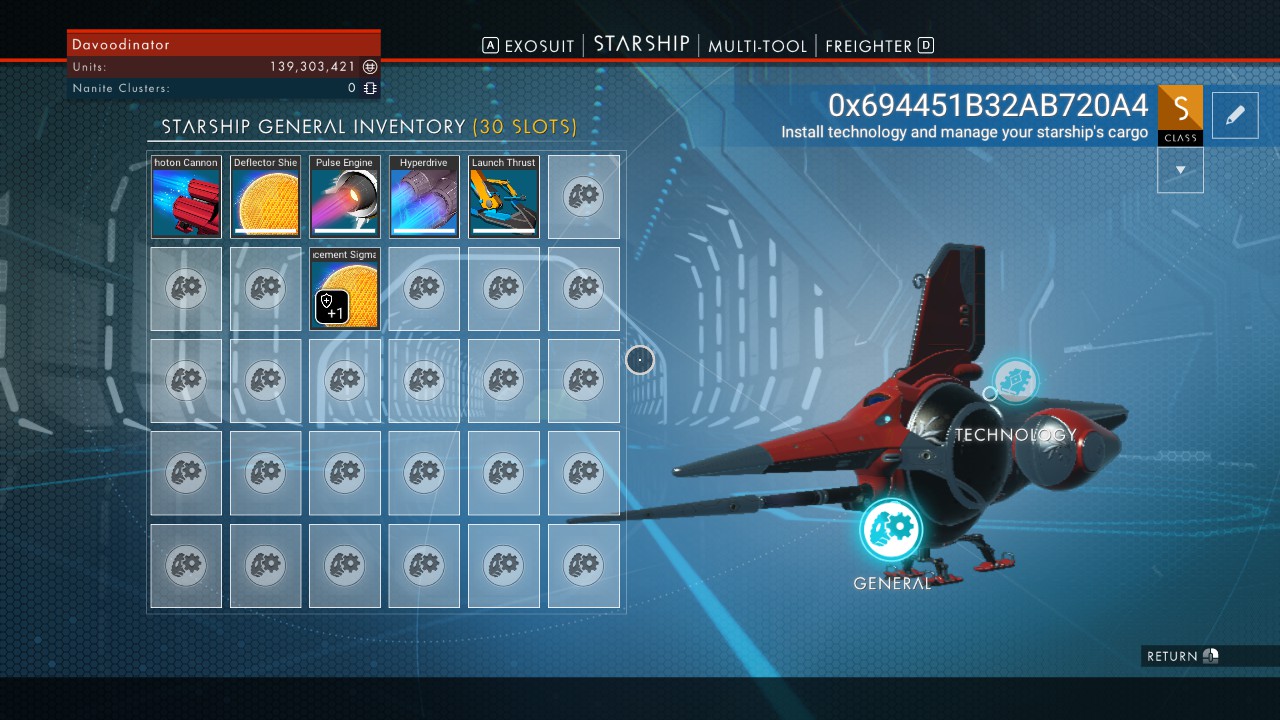 Davoodinator
Units: 139,303,421
Nanite Clusters: 0
A EXOSUIT STARSHIP MULTI-TOOL FREIGHTER D
STARSHIP GENERAL INVENTORY (30 SLOTS)
0x694451B32AB720A4
Install technology and manage your starship's cargo
S
CLASS
hoton Cannon Deflector Shie Pulse Engine Hyperdrive Launch Thrust
cement Sigma
+1
TECHNOLOGY
GENERAL
RETURN